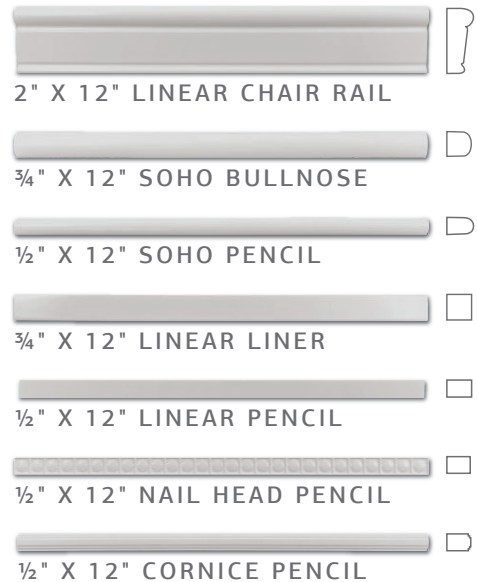 2" X 12" LINEAR CHAIR RAIL
¾" X 12" SOHO BULLNOSE
½" X 12" SOHO PENCIL
¾" X 12" LINEAR LINER
½" X 12" LINEAR PENCIL
½" X 12" NAIL HEAD PENCIL
½" X 12" CORNICE PENCIL